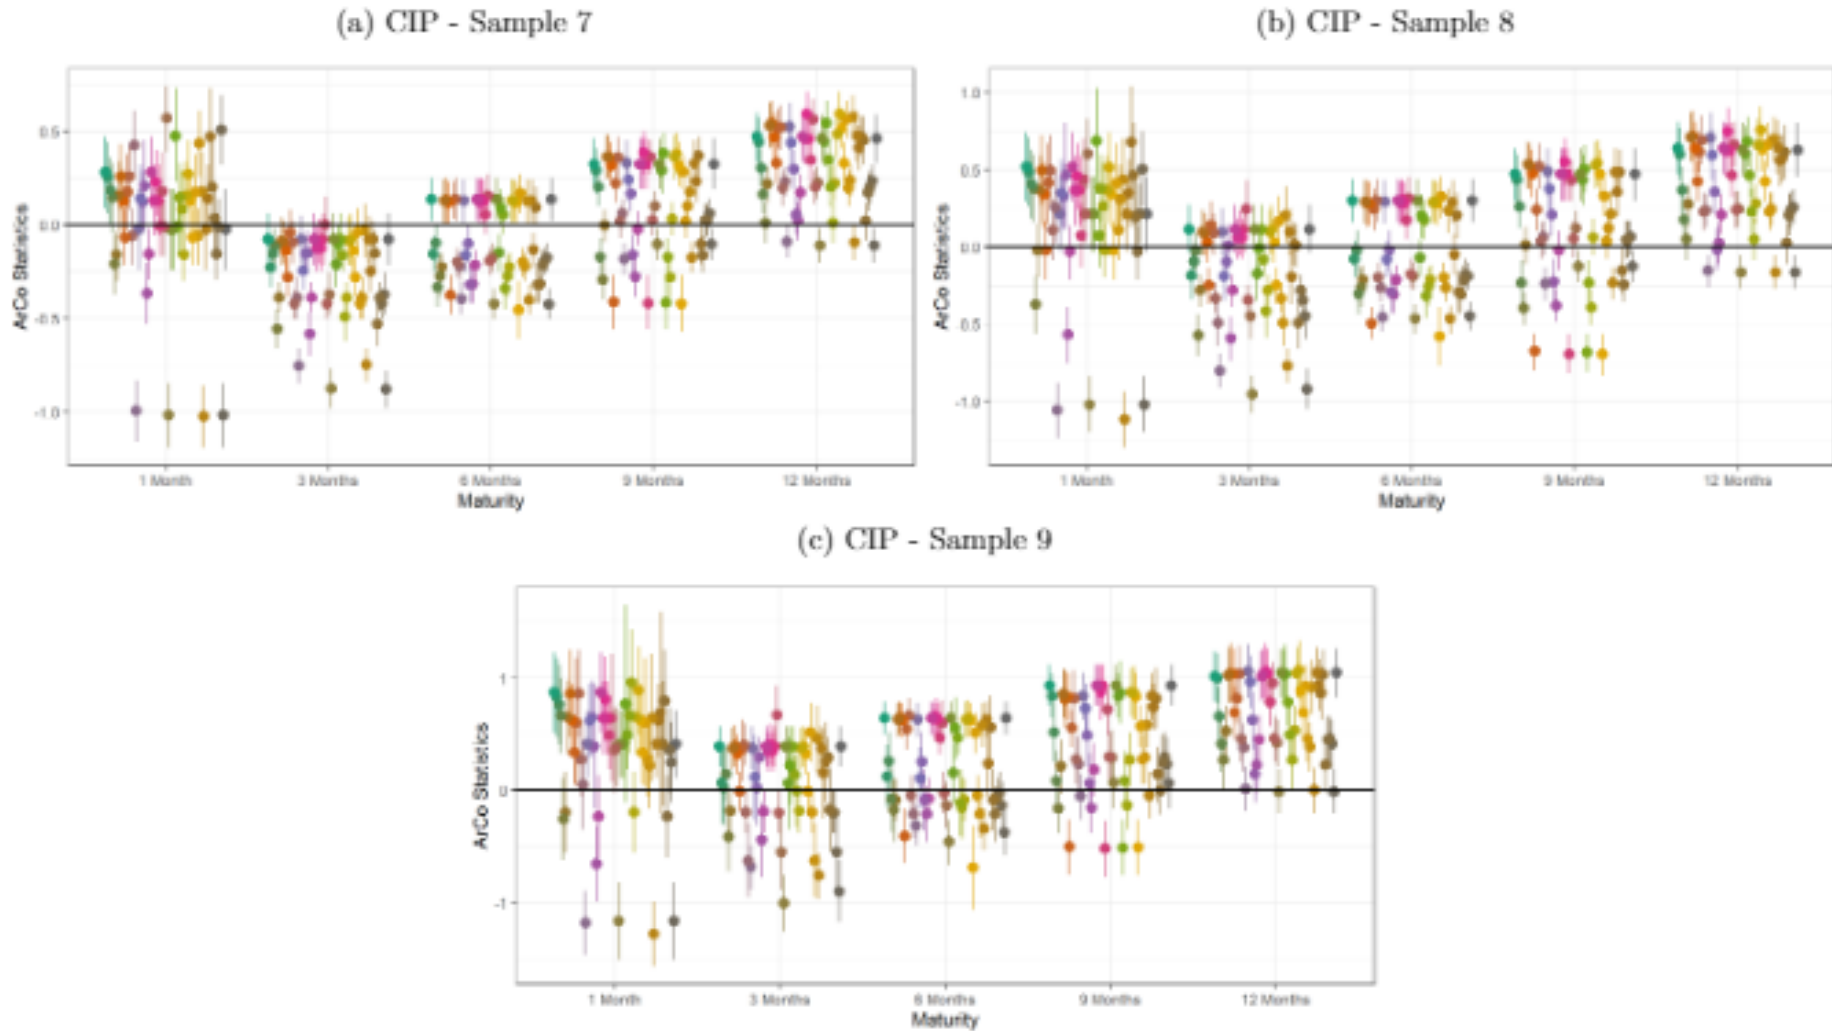 (a) CIP - Sample 7
ArCo Statistics
0.5
0.0
-0.5
-1.0
1 Month 3 Months 6 Months 9 Months 12 Months
Maturity
(b) CIP - Sample 8
ArCo Statistics
1.0
0.5
0.0
-0.5
-1.0
1 Month 3 Months 6 Months 9 Months 12 Months
Maturity
(c) CIP - Sample 9
ArCo Statistics
1
0
-1
1 Month 3 Months 6 Months 9 Months 12 Months
Maturity